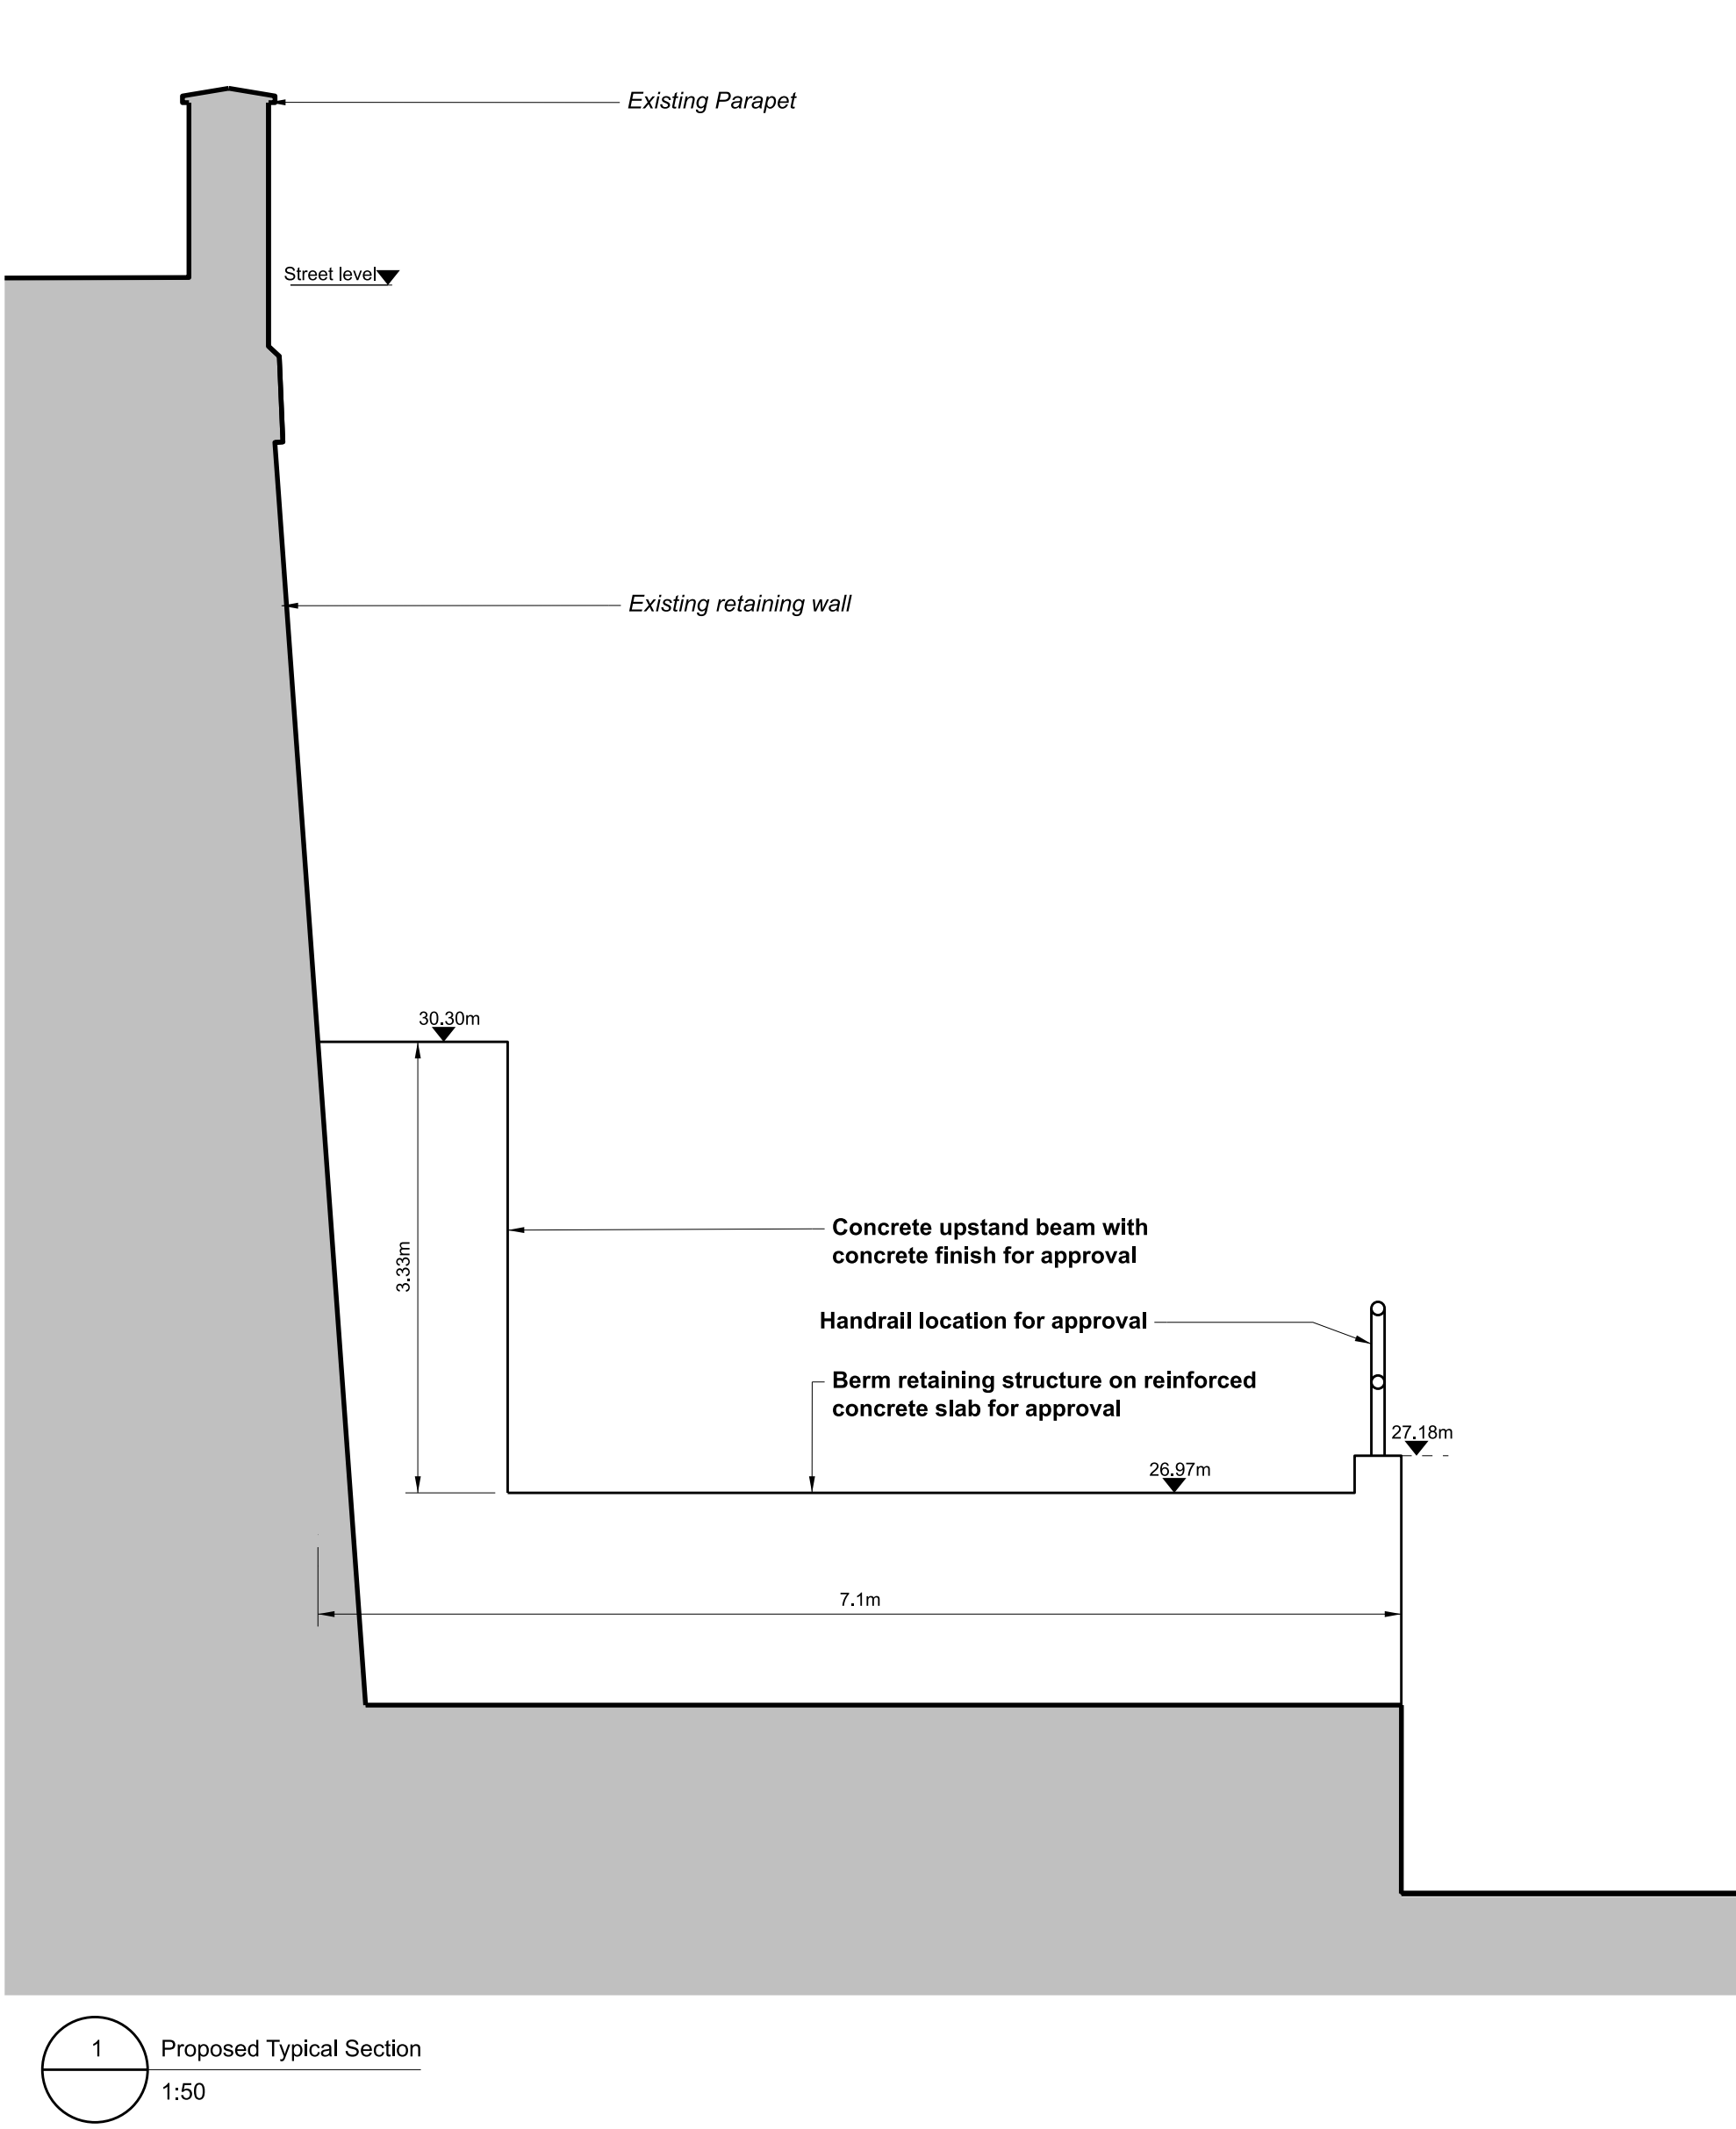 Existing Parapet
Street level
Existing retaining wall
30.30m
3.33m
Concrete upstand beam with
concrete finish for approval
Handrail location for approval
Berm retaining structure on reinforced
concrete slab for approval
27.18m
26.97m
7.1m
1
Proposed Typical Section
1:50